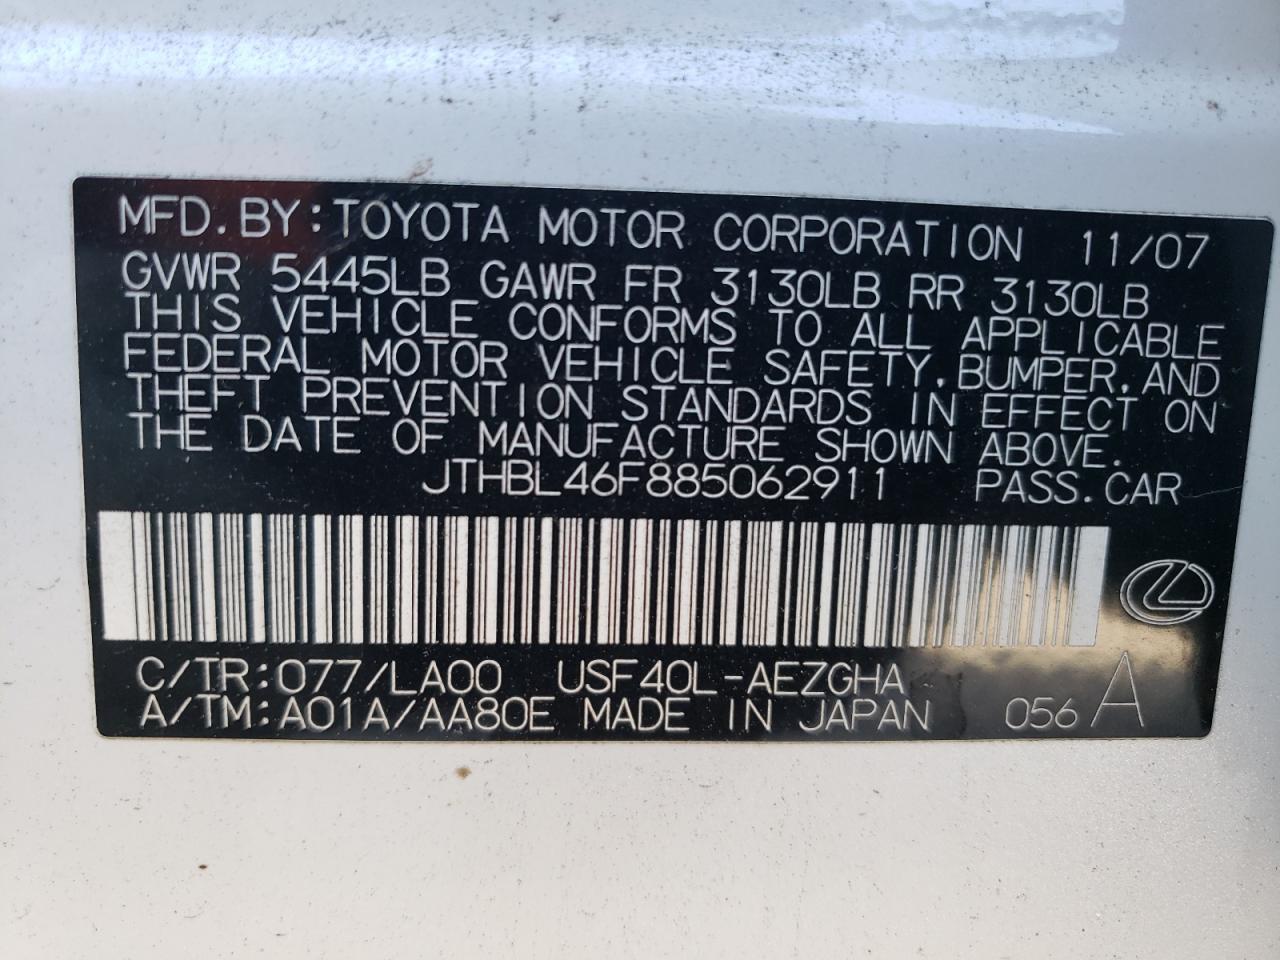 MFD. BY: TOYOTA MOTOR CORPORATION 11/07
GVWR 5445LB GAWR FR 3130LB RR 3130LB
THIS VEHICLE CONFORMS TO ALL APPLICABLE
FEDERAL MOTOR VEHICLE SAFETY, BUMPER, AND
THEFT PREVENTION STANDARDS IN EFFECT ON
THE DATE OF MANUFACTURE SHOWN ABOVE.
JTHBL46F885062911 PASS. CAR
C/TR: 077/LA00 USF40L-AEZGHA
A/TM: A01A/AA80E MADE IN JAPAN 056 A